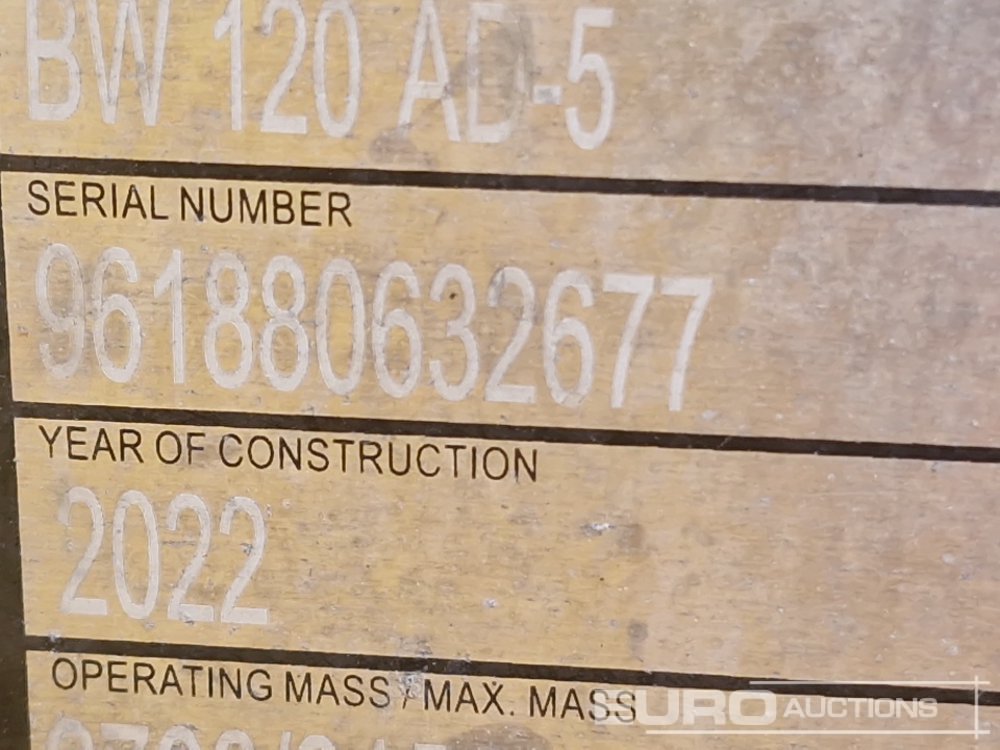 BW 120 AD-5
SERIAL NUMBER
961880632677
YEAR OF CONSTRUCTION
2022
OPERATING MASS / MAX. MASS
EURO AUCTIONS